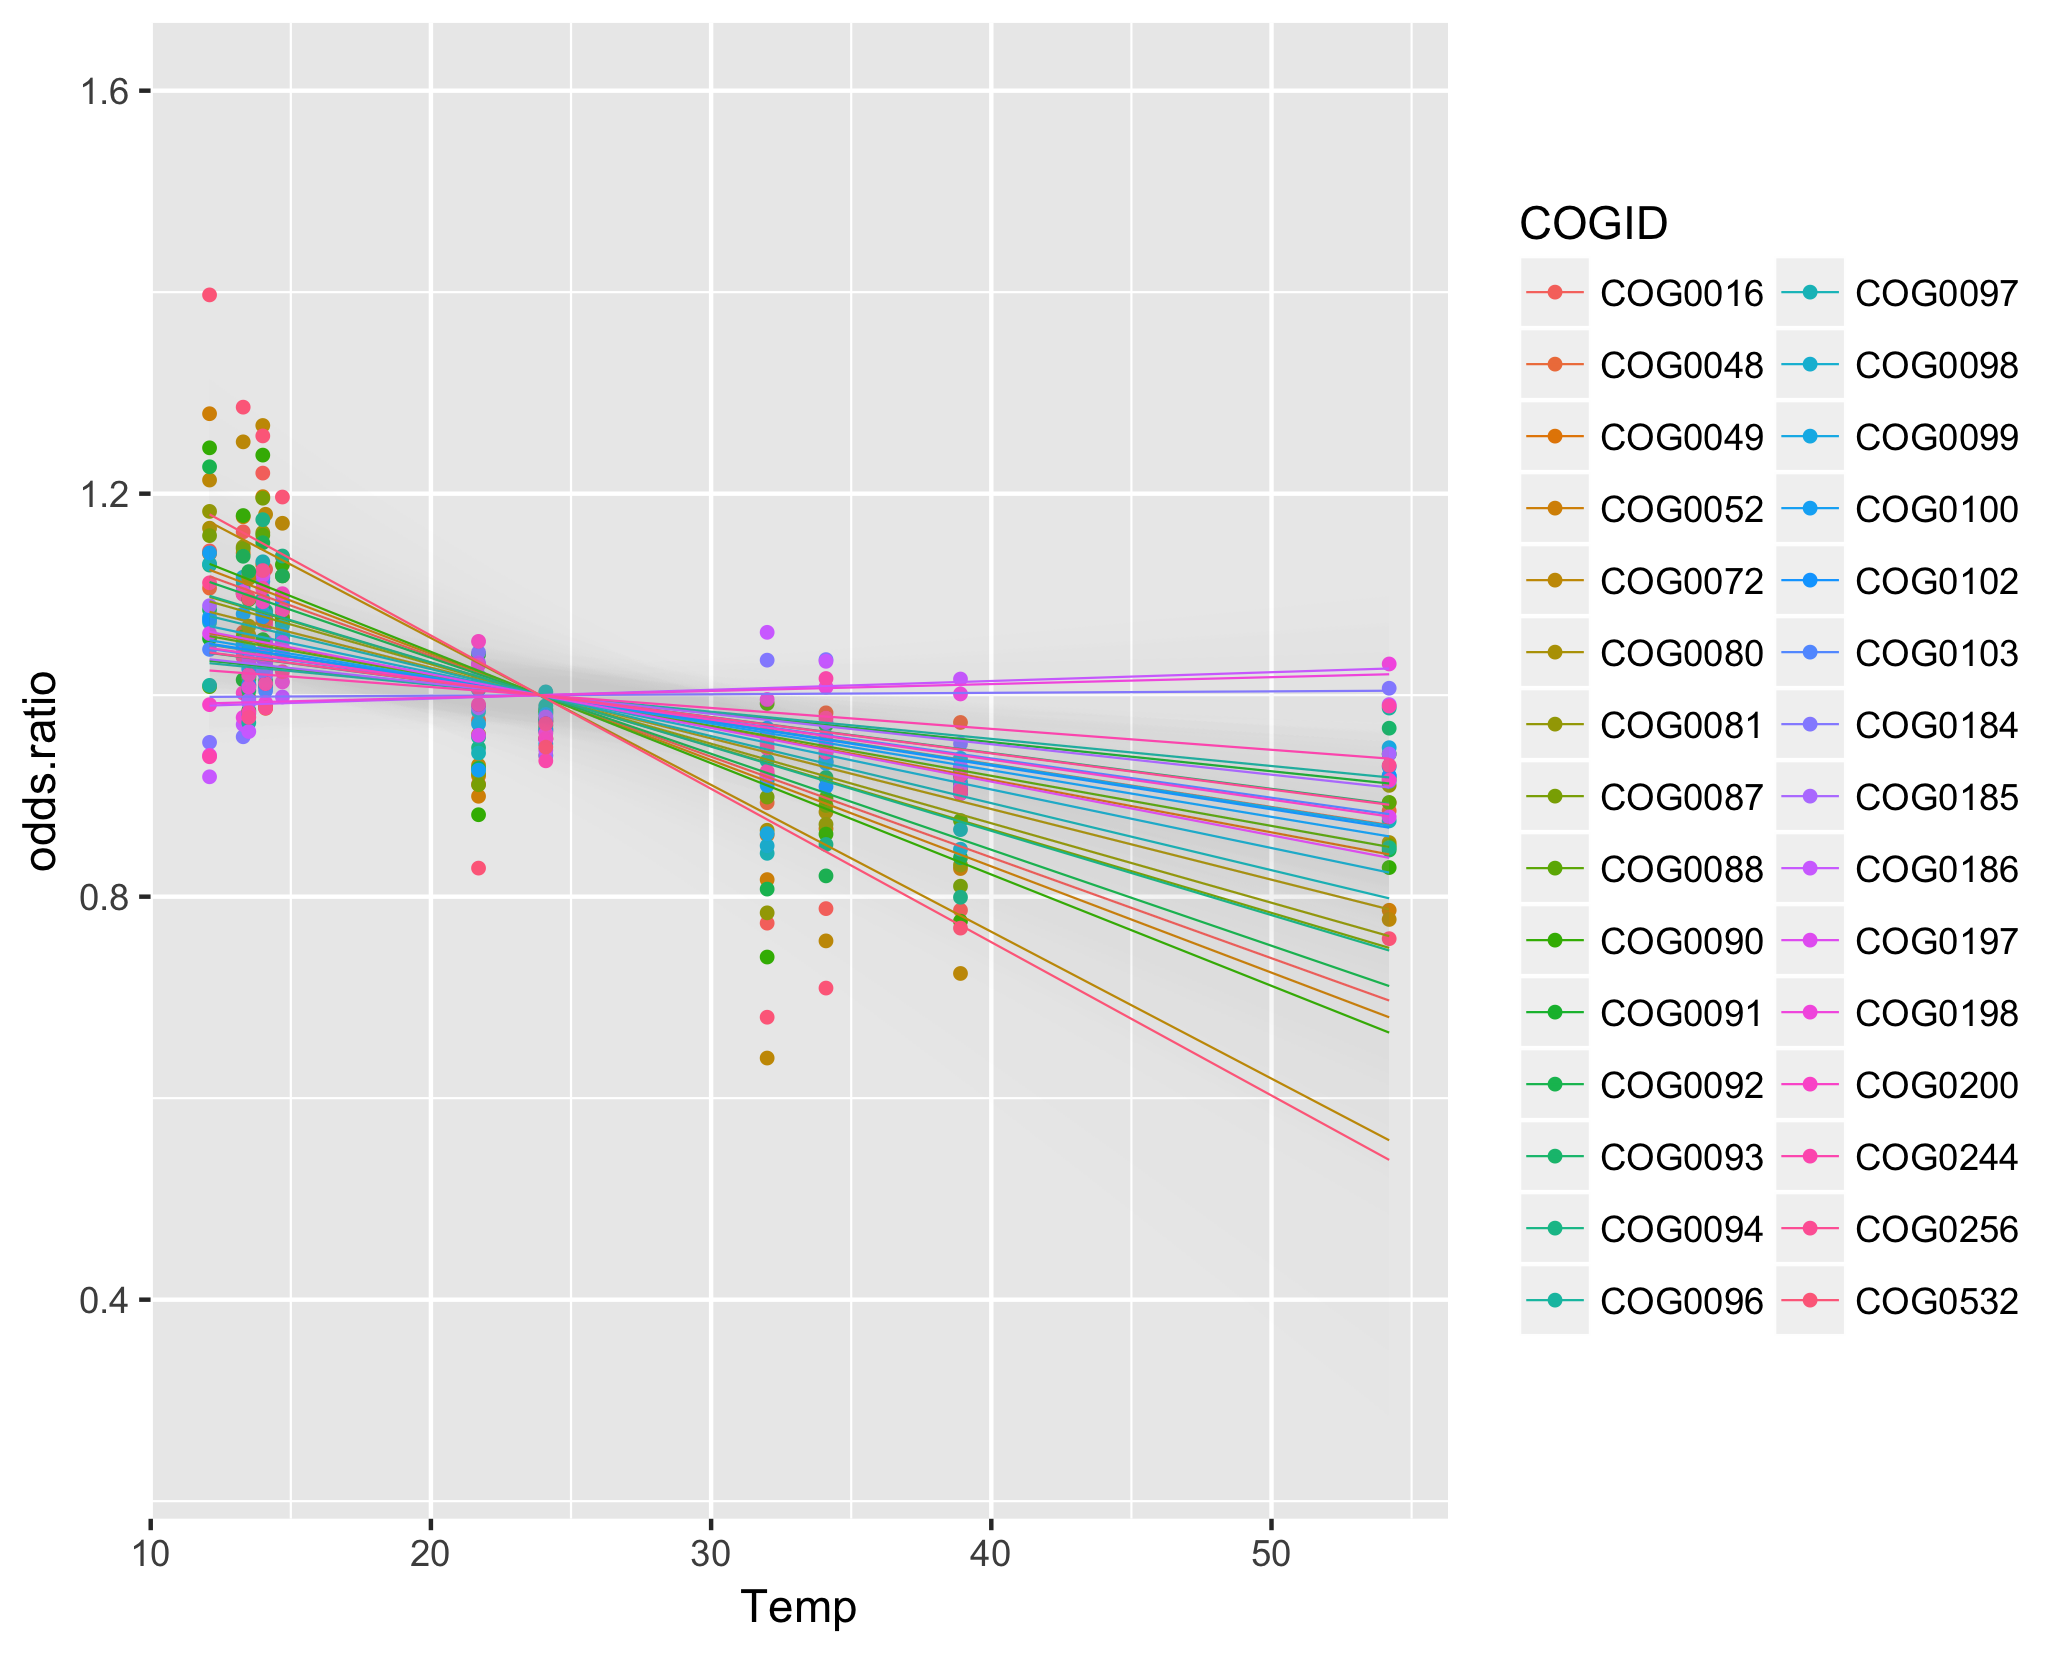 1.6
1.2
0.8
0.4
odds.ratio
10 20 30 40 50
Temp
COGID
COG0016 COG0097
COG0048 COG0098
COG0049 COG0099
COG0052 COG0100
COG0072 COG0102
COG0080 COG0103
COG0081 COG0184
COG0087 COG0185
COG0088 COG0186
COG0090 COG0197
COG0091 COG0198
COG0092 COG0200
COG0093 COG0244
COG0094 COG0256
COG0096 COG0532